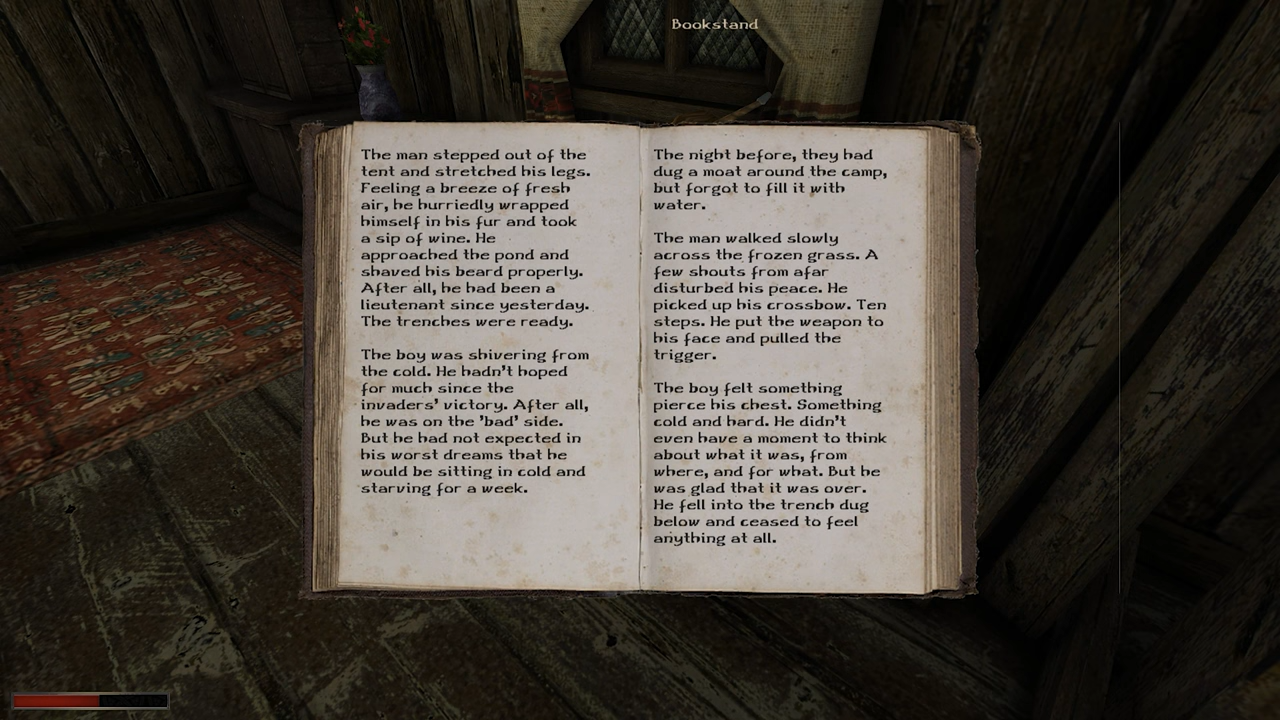 Bookstand
The man stepped out of the
tent and stretched his legs.
Feeling a breeze of fresh
air, he hurriedly wrapped
himself in his fur and took
a sip of wine. He
approached the pond and
shaved his beard properly.
After all, he had been a
lieutenant since yesterday.
The trenches were ready.
The boy was shivering from
the cold. He hadn't hoped
for much since the
invaders' victory. After all,
he was on the 'bad' side.
But he had not expected in
his worst dreams that he
would be sitting in cold and
starving for a week.
The night before, they had
dug a moat around the camp,
but forgot to fill it with
water.
The man walked slowly
across the frozen grass. A
few shouts from afar
disturbed his peace. He
picked up his crossbow. Ten
steps. He put the weapon to
his face and pulled the
trigger.
The boy felt something
pierce his chest. Something
cold and hard. He didn't
even have a moment to think
about what it was, from
where, and for what. But he
was glad that it was over.
He fell into the trench dug
below and ceased to feel
anything at all.